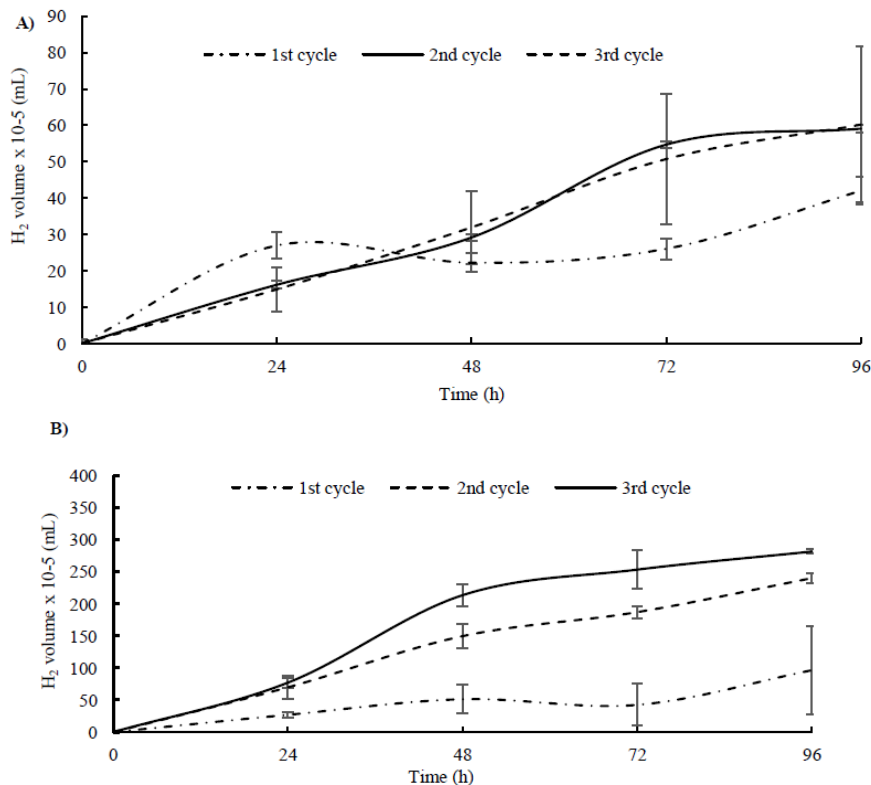 A)
H₂ volume x 10-5 (mL)
90
80
70
60
50
40
30
20
10
0
1st cycle 2nd cycle 3rd cycle
0 24 48 72 96
Time (h)
B)
H₂ volume x 10-5 (mL)
400
350
300
250
200
150
100
50
0
1st cycle 2nd cycle 3rd cycle
0 24 48 72 96
Time (h)